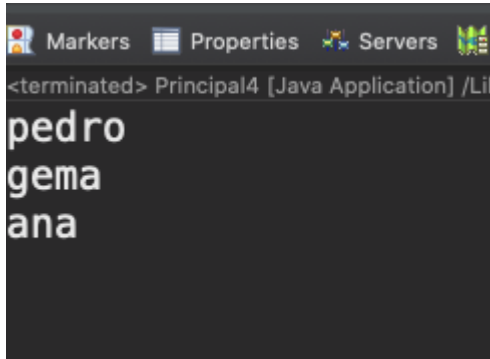 Markers Properties Servers
<terminated> Principal4 [Java Application] /Li
pedro
gema
ana